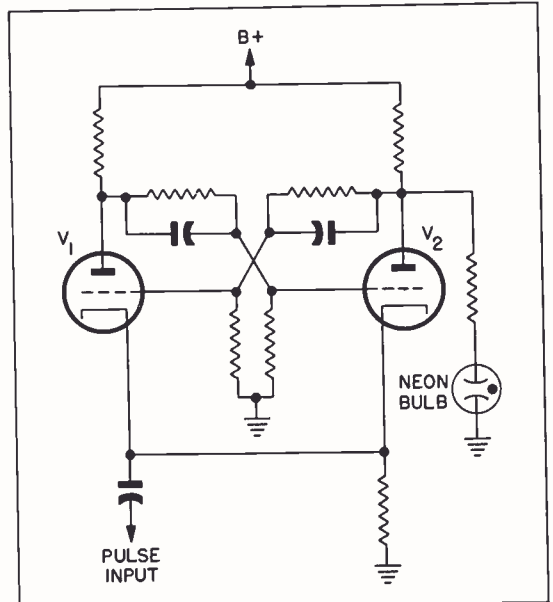 B+
V1
V2
NEON
BULB
PULSE
INPUT